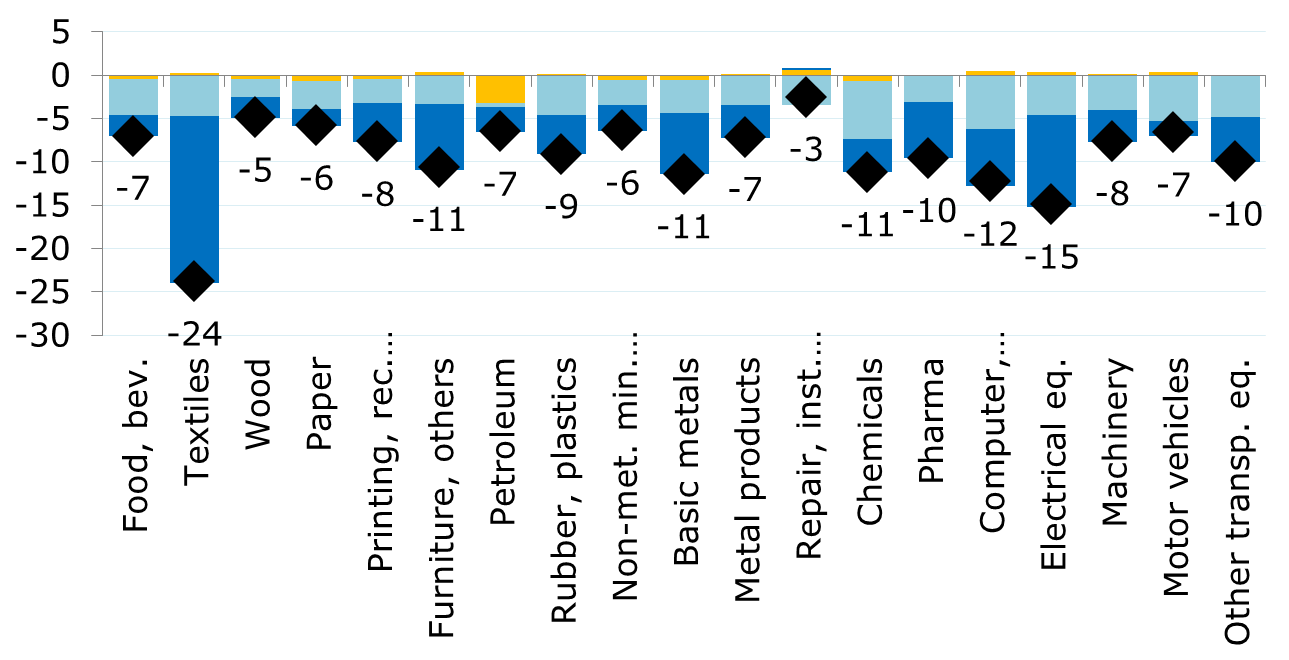 5
0
-5
-10
-15
-20
-25
-30
-7
-24
-5
-6
-8
-11
-7
-9
-6
-11
-7
-3
-11
-10
-12
-15
-8
-7
-10
Food, bev.
Textiles
Wood
Paper
Printing, rec....
Furniture, others
Petroleum
Rubber, plastics
Non-met. min....
Basic metals
Metal products
Repair, inst....
Chemicals
Pharma
Computer,...
Electrical eq.
Machinery
Motor vehicles
Other transp. eq.